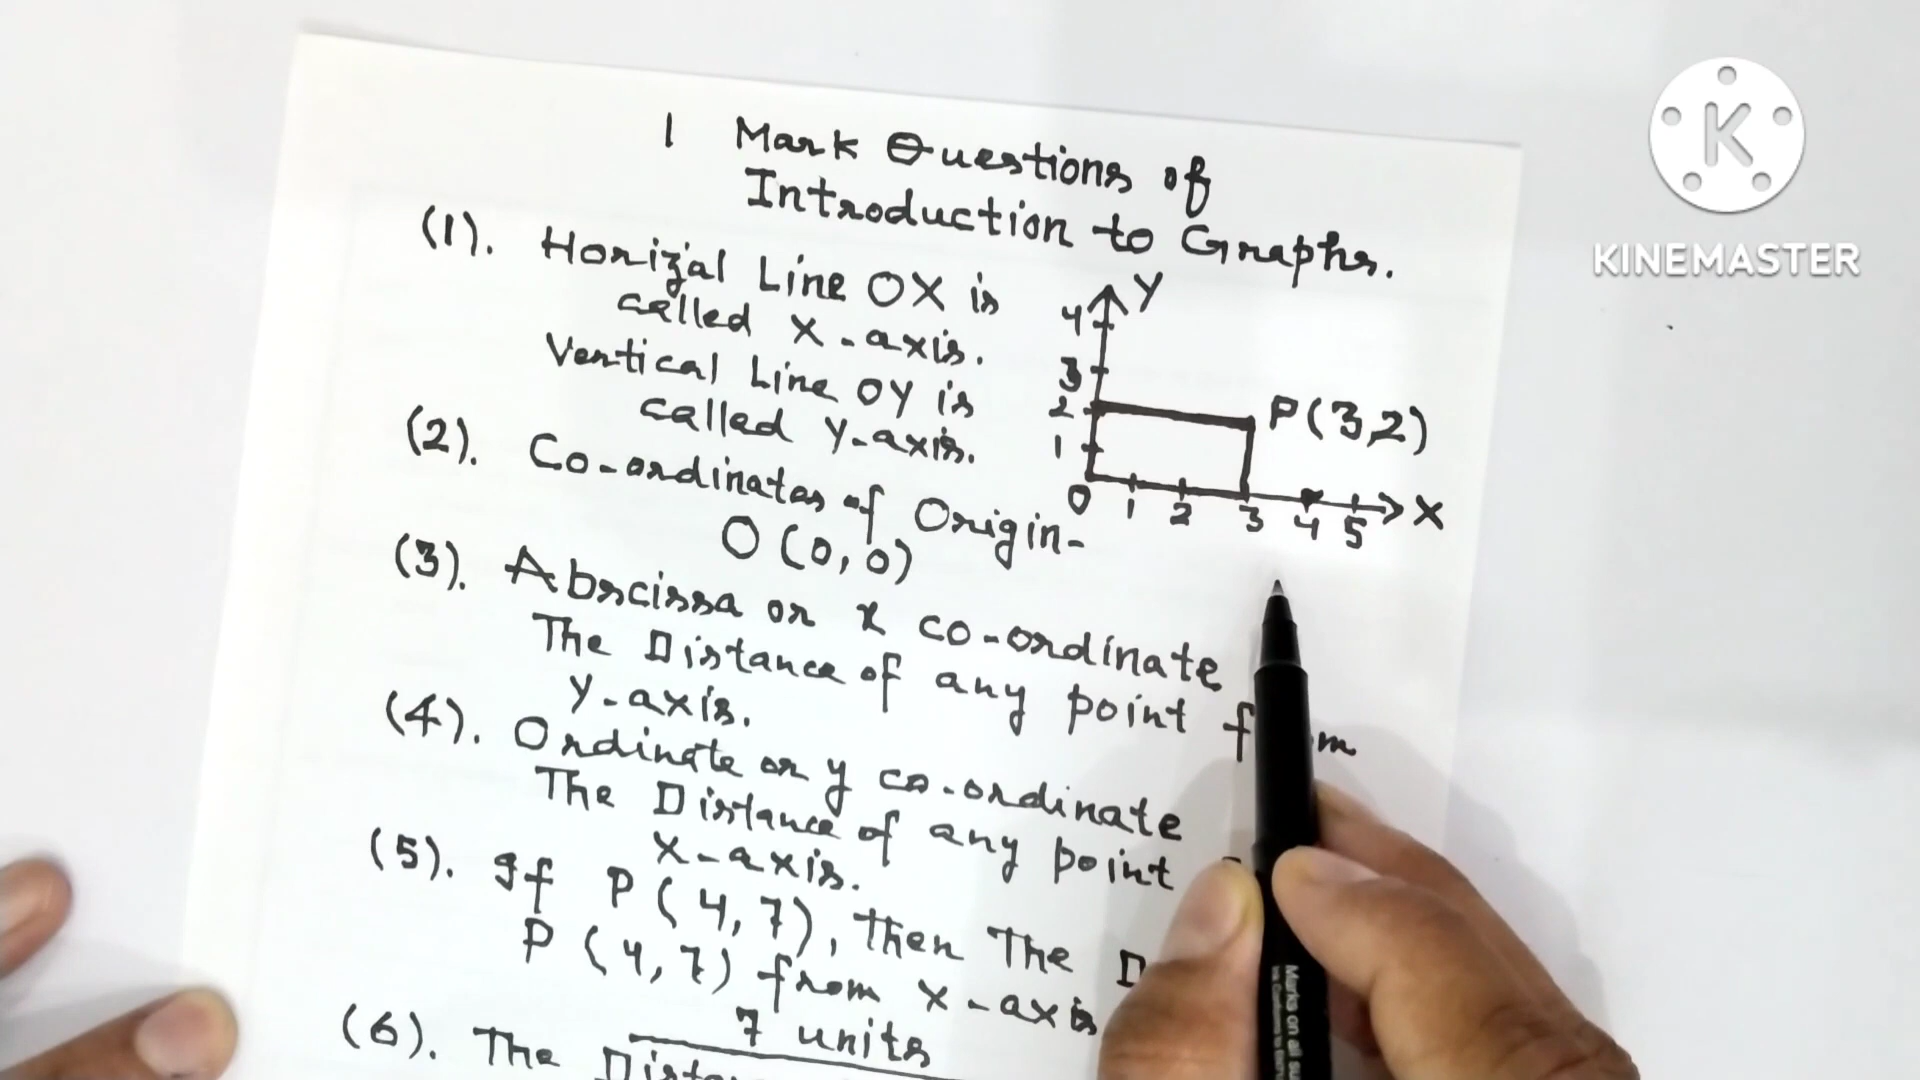 1 Mark Questions of
Introduction to Graphs.
(1). Horizal Line OX is
called X-axis.
Vertical Line OY is
called Y-axis.
(2). Co-ordinates of Origin-
O (0,0)
(3). Abscissa or x co-ordinate
The Distance of any point
Y-axis.
(4). Ordinate or y co-ordinate
The Distance of any point
X-axis.
(5). If P (4,7), then The
P (4,7) from X-axis
7 units
(6). The
Y
4
3
2
1
0 1 2 3 4 5 X
P(3,2)
K
KINEMASTER
Marks on all